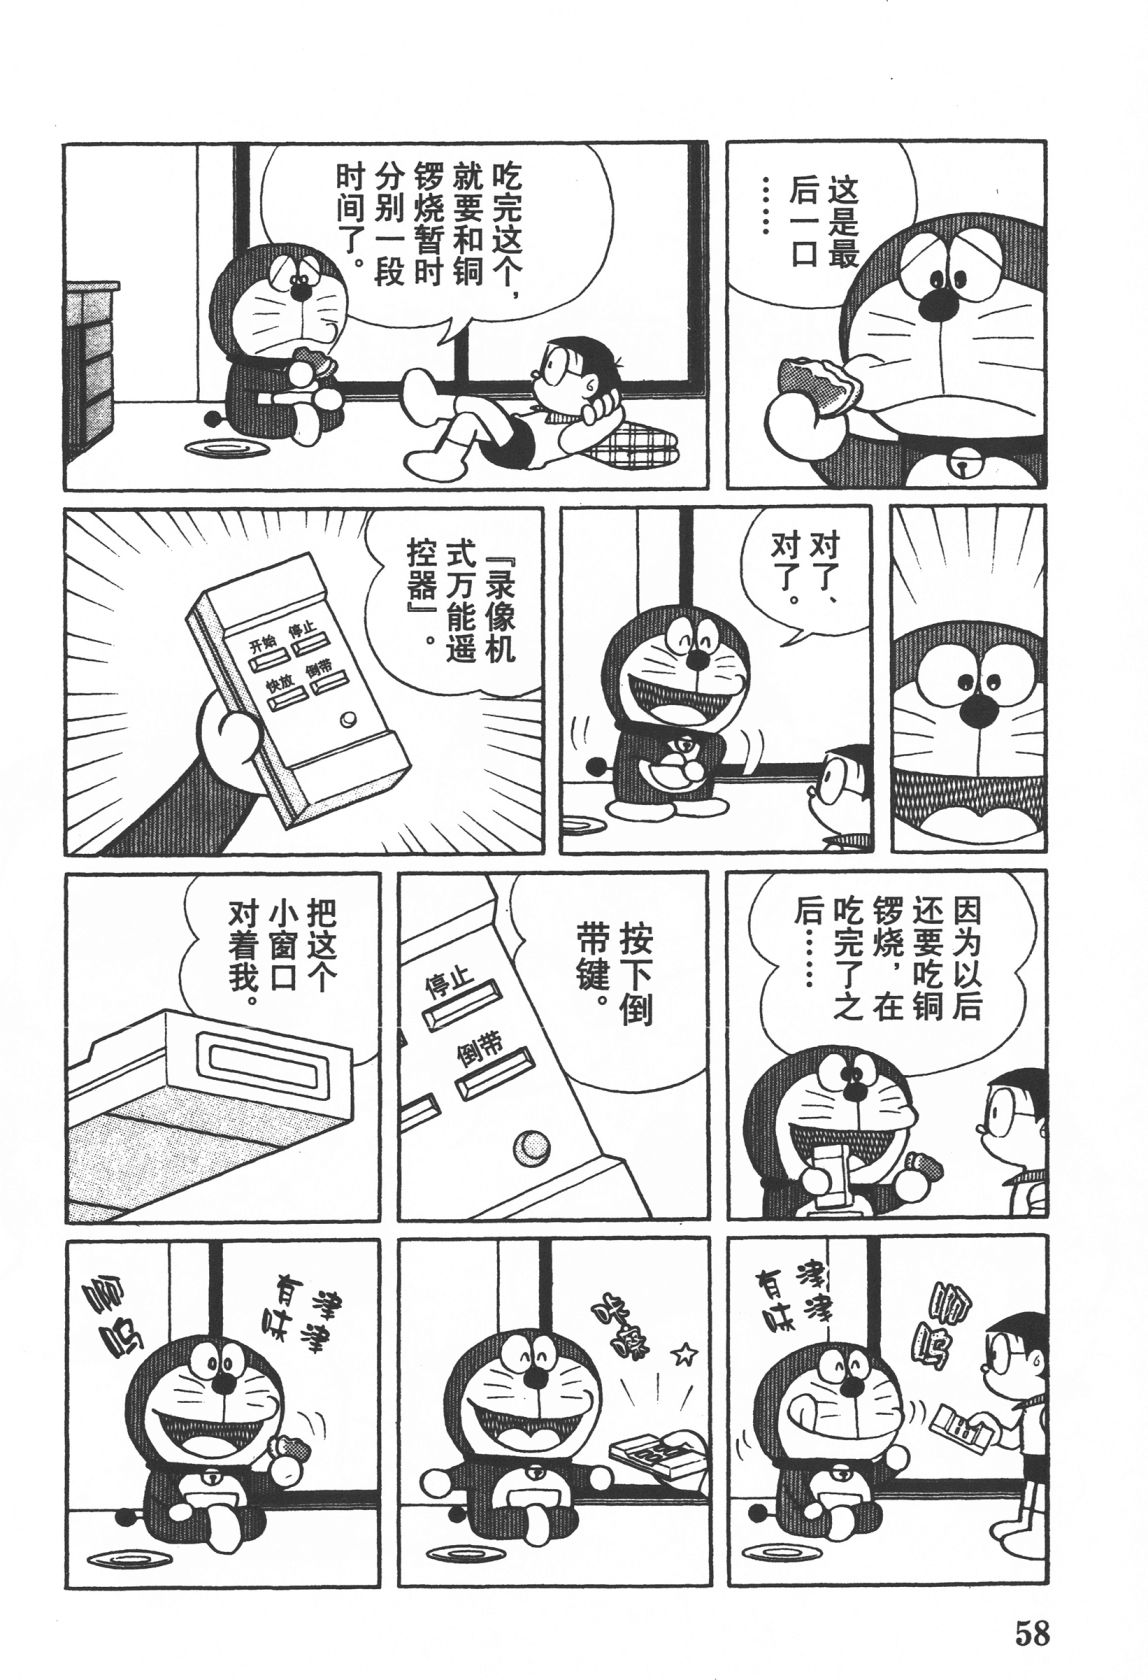 这是最
后一口
……
吃完这个，
就要和铜
锣烧暂时
分别一段
时间了。
对了、
对了。
『录像机
式万能遥
控器』。
开始
停止
快放
倒带
因为以后
还要吃铜
锣烧，在
吃完了之
后……
按下倒
带键。
停止
倒带
把这个
小窗口
对着我。
啊
呜
津津
有味
咔
嚓
津津
有味
啊
呜
58